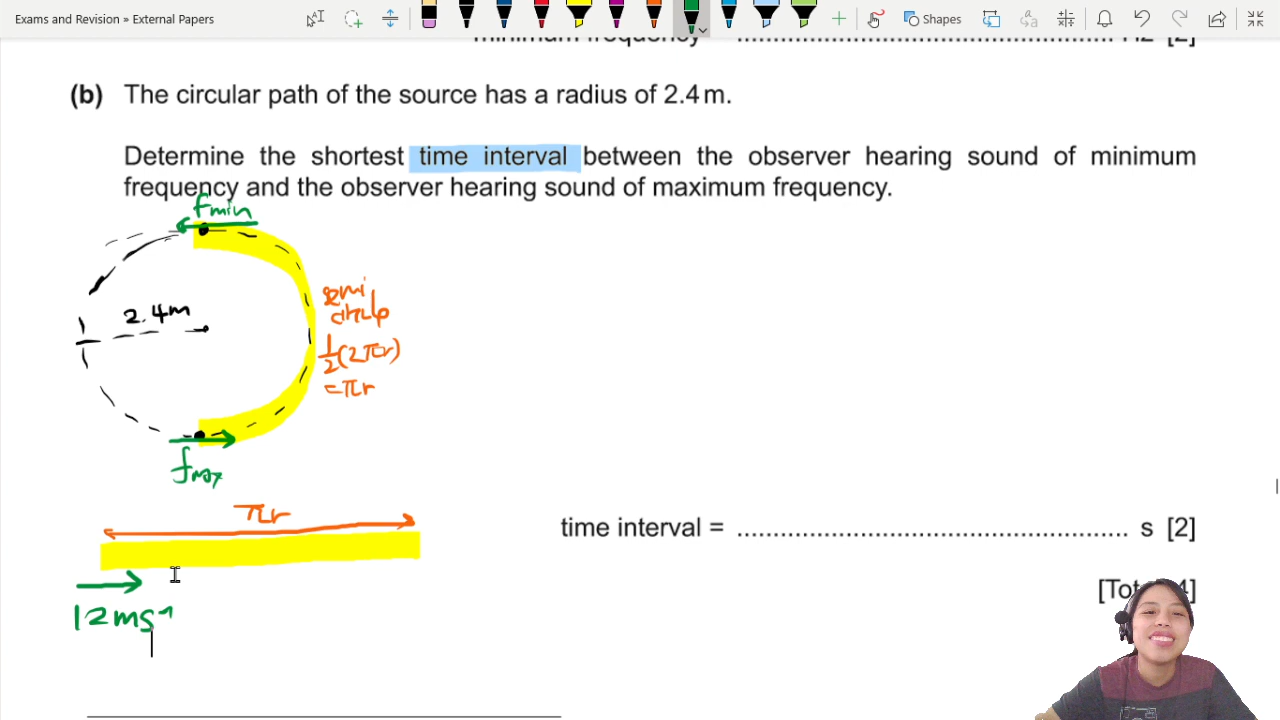 Exams and Revision » External Papers
Shapes
minimum frequency ........................................ Hz [2]
(b) The circular path of the source has a radius of 2.4 m.
Determine the shortest time interval between the observer hearing sound of minimum
frequency and the observer hearing sound of maximum frequency.
fmin
2.4m
semi
circle
½(2πr)
=πr
fmax
πr
time interval = ........................................ s [2]
12ms⁻¹